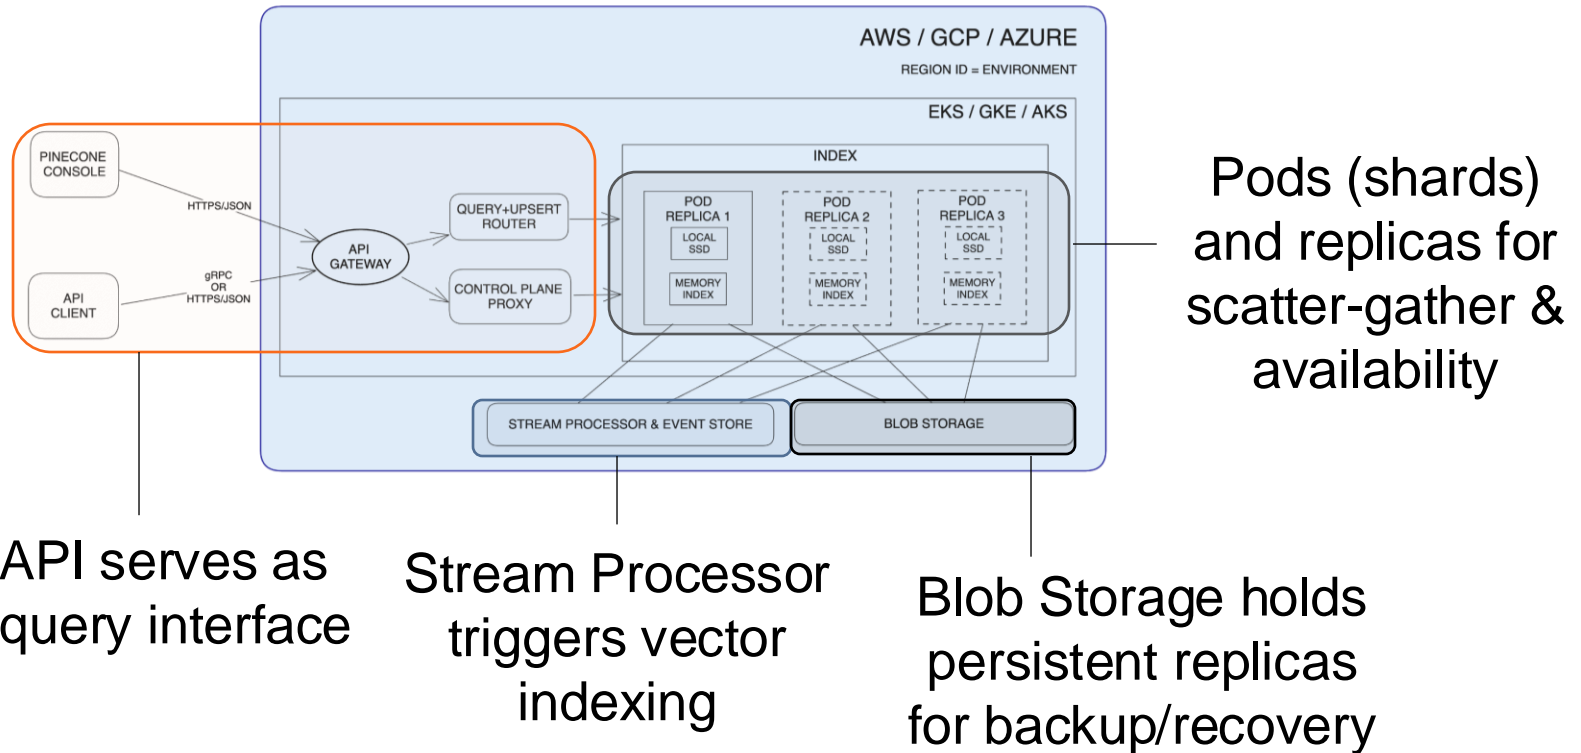 AWS / GCP / AZURE
REGION ID = ENVIRONMENT
EKS / GKE / AKS
PINECONE
CONSOLE
HTTPS/JSON
API
CLIENT
gRPC
OR
HTTPS/JSON
API
GATEWAY
QUERY+UPSERT
ROUTER
CONTROL PLANE
PROXY
INDEX
POD
REPLICA 1
LOCAL
SSD
MEMORY
INDEX
POD
REPLICA 2
LOCAL
SSD
MEMORY
INDEX
POD
REPLICA 3
LOCAL
SSD
MEMORY
INDEX
STREAM PROCESSOR & EVENT STORE
BLOB STORAGE
Pods (shards)
and replicas for
scatter-gather &
availability
API serves as
query interface
Stream Processor
triggers vector
indexing
Blob Storage holds
persistent replicas
for backup/recovery